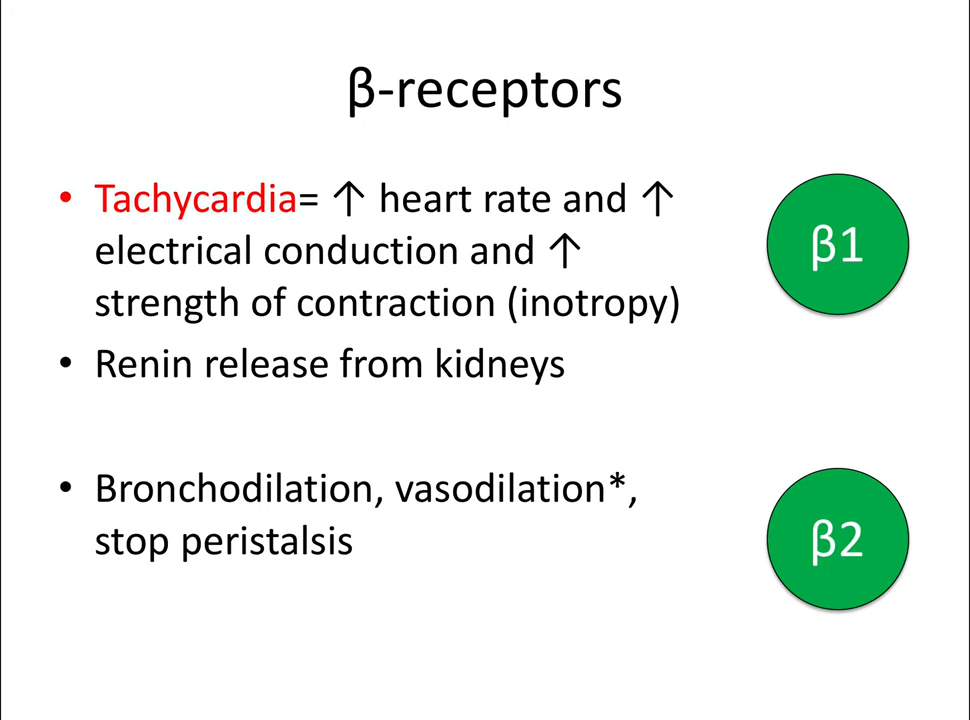 β-receptors
• Tachycardia= ↑ heart rate and ↑
electrical conduction and ↑
strength of contraction (inotropy)
β1
• Renin release from kidneys
• Bronchodilation, vasodilation*,
stop peristalsis
β2